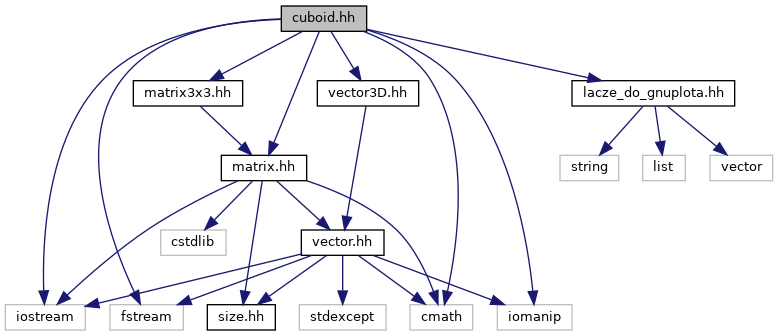 cuboid.hh
matrix3x3.hh
vector3D.hh
lacze_do_gnuplota.hh
matrix.hh
string
list
vector
cstdlib
vector.hh
iostream
fstream
size.hh
stdexcept
cmath
iomanip